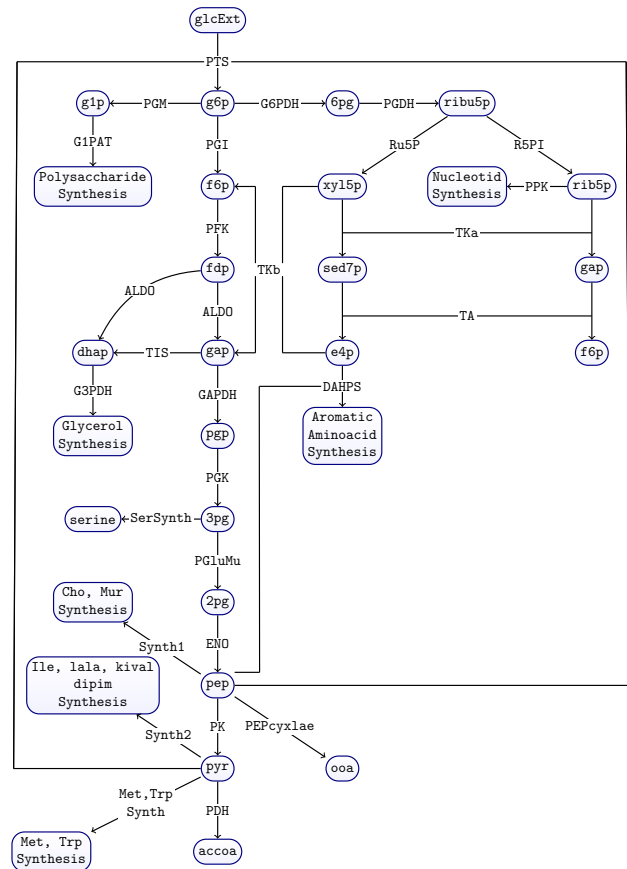 glcExt
PTS
g1p
PGM
g6p
G6PDH
6pg
PGDH
ribu5p
G1PAT
PGI
Ru5P
R5PI
Polysaccharide
Synthesis
f6p
xyl5p
Nucleotid
Synthesis
PPK
rib5p
PFK
TKa
fdp
TKb
sed7p
gap
ALDO
ALDO
TA
dhap
TIS
gap
e4p
f6p
G3PDH
GAPDH
DAHPS
Glycerol
Synthesis
pgp
Aromatic
Aminoacid
Synthesis
PGK
serine
SerSynth
3pg
PGluMu
Cho, Mur
Synthesis
2pg
Synth1
ENO
Ile, lala, kival
dipim
Synthesis
pep
Synth2
PK
PEPcyxlae
pyr
ooa
Met,Trp
Synth
PDH
Met, Trp
Synthesis
accoa